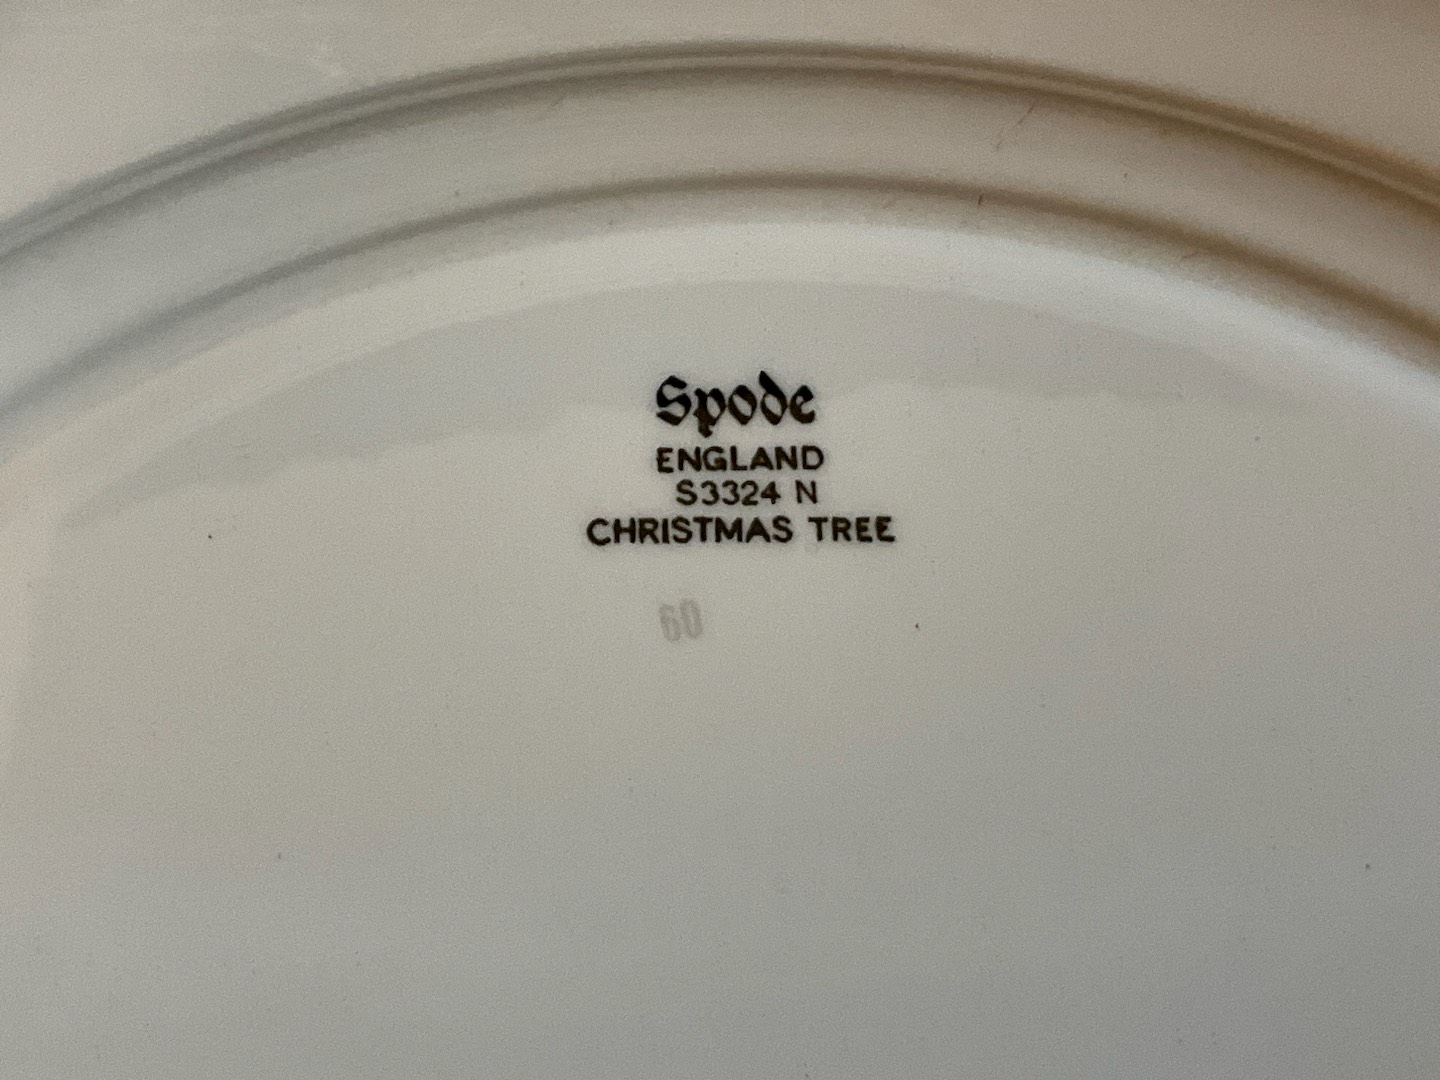 Spode
ENGLAND
S3324 N
CHRISTMAS TREE
60